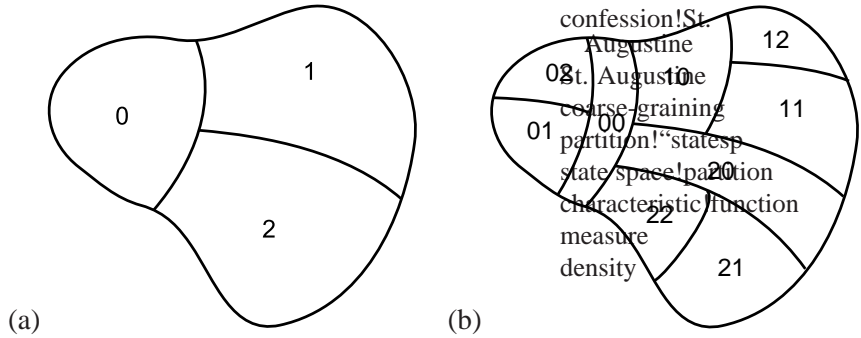 0
1
2
(a)
confession!St.
Augustine
St. Augustine
coarse-graining
partition!“statesp
state space!partition
characteristic!function
measure
density
02
01
00
10
12
11
20
22
21
(b)